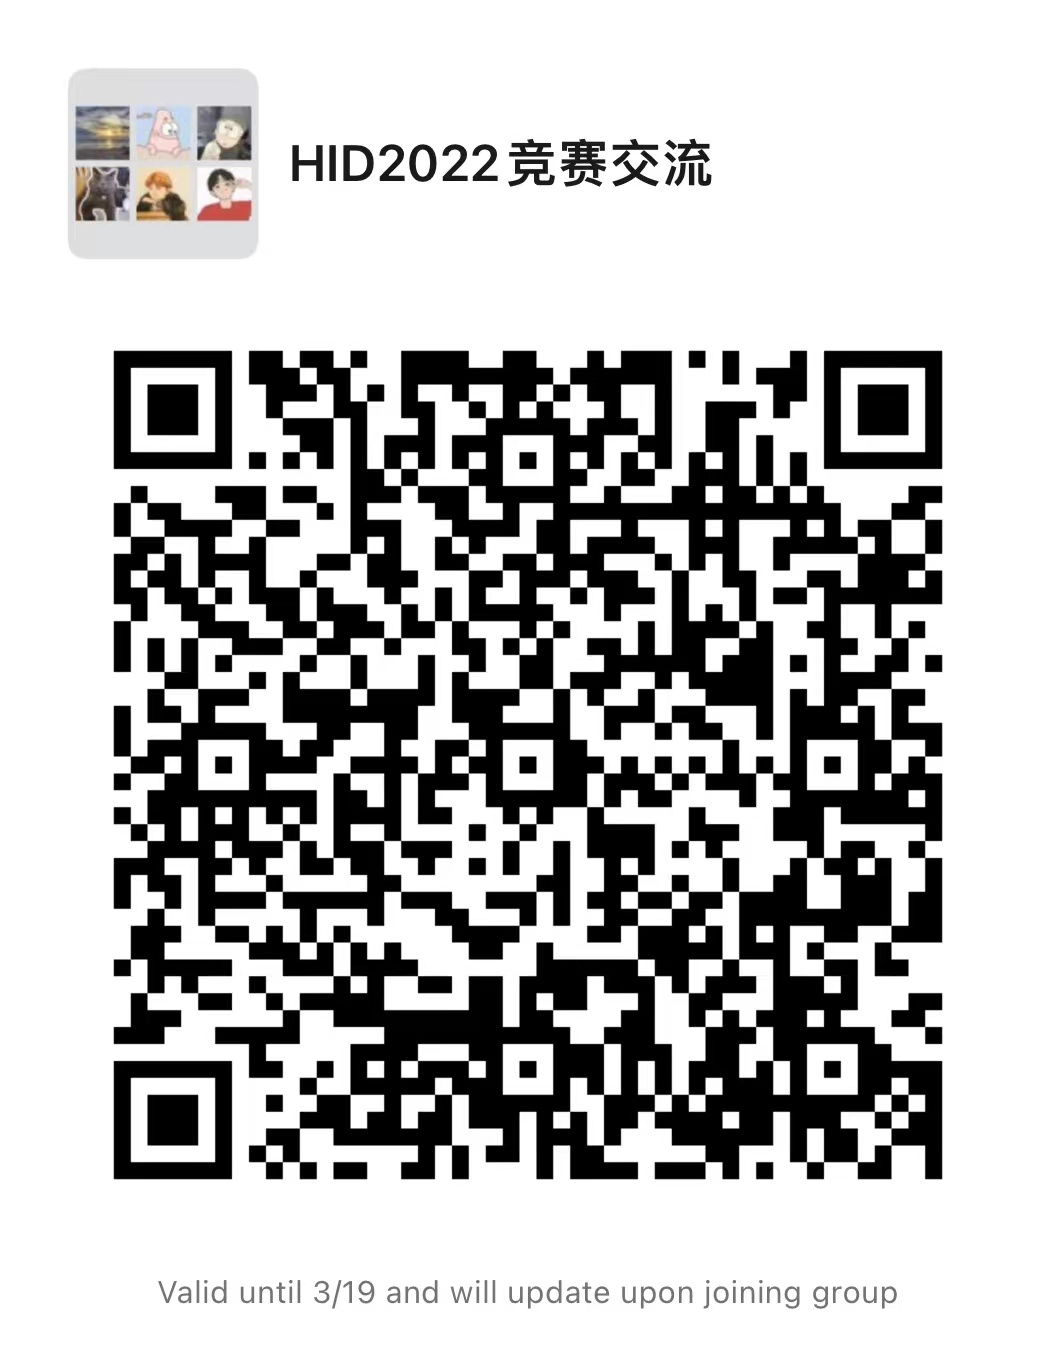 HID2022竞赛交流
Valid until 3/19 and will update upon joining group